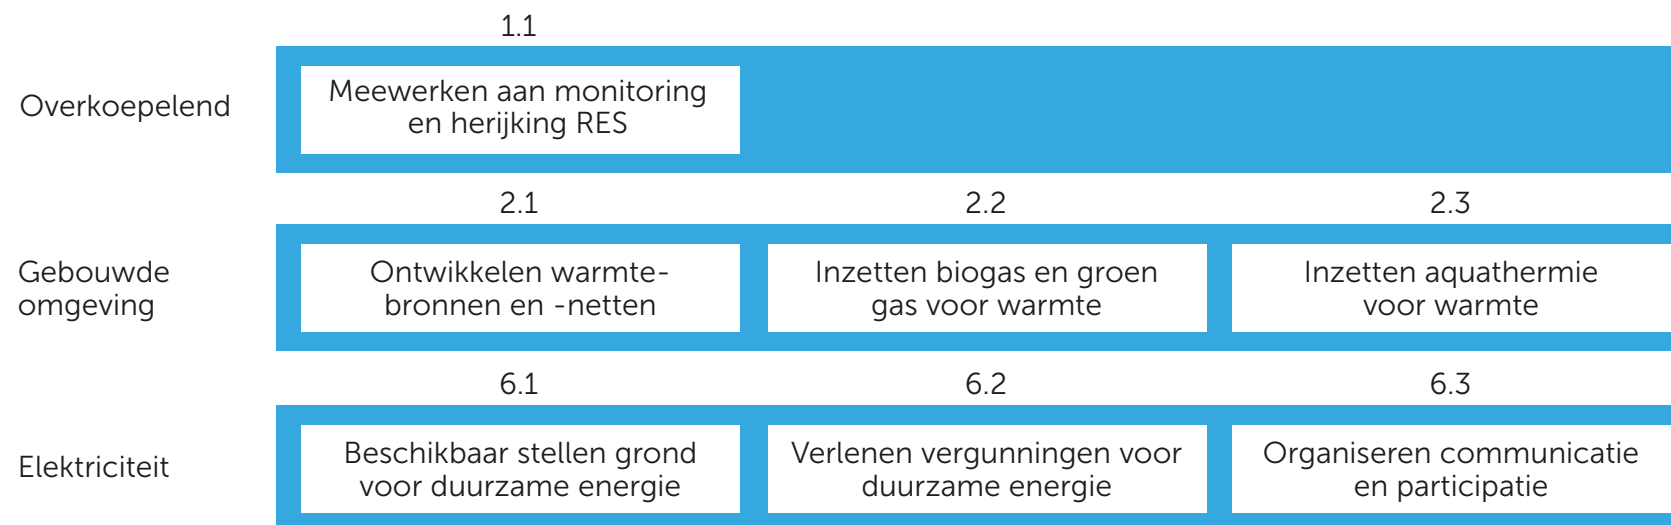 1.1
Overkoepelend
Meewerken aan monitoring
en herijking RES
2.1
2.2
2.3
Gebouwde
omgeving
Ontwikkelen warmte-
bronnen en -netten
Inzetten biogas en groen
gas voor warmte
Inzetten aquathermie
voor warmte
6.1
6.2
6.3
Elektriciteit
Beschikbaar stellen grond
voor duurzame energie
Verlenen vergunningen voor
duurzame energie
Organiseren communicatie
en participatie